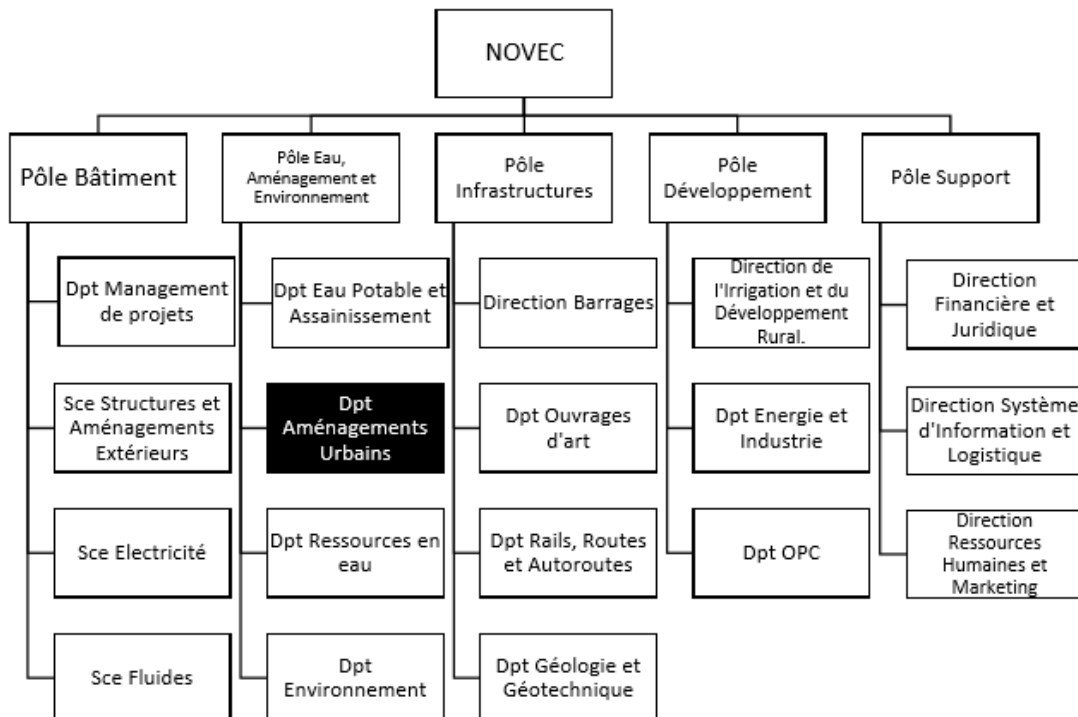 NOVEC
Pôle Bâtiment
Pôle Eau,
Aménagement et
Environnement
Pôle
Infrastructures
Pôle
Développement
Pôle Support
Dpt Management
de projets
Sce Structures et
Aménagements
Extérieurs
Sce Electricité
Sce Fluides
Dpt Eau Potable et
Assainissement
Dpt
Aménagements
Urbains
Dpt Ressources en
eau
Dpt
Environnement
Direction Barrages
Dpt Ouvrages
d'art
Dpt Rails, Routes
et Autoroutes
Dpt Géologie et
Géotechnique
Direction de
l'Irrigation et du
Développement
Rural.
Dpt Energie et
Industrie
Dpt OPC
Direction
Financière et
Juridique
Direction Système
d'Information et
Logistique
Direction
Ressources
Humaines et
Marketing